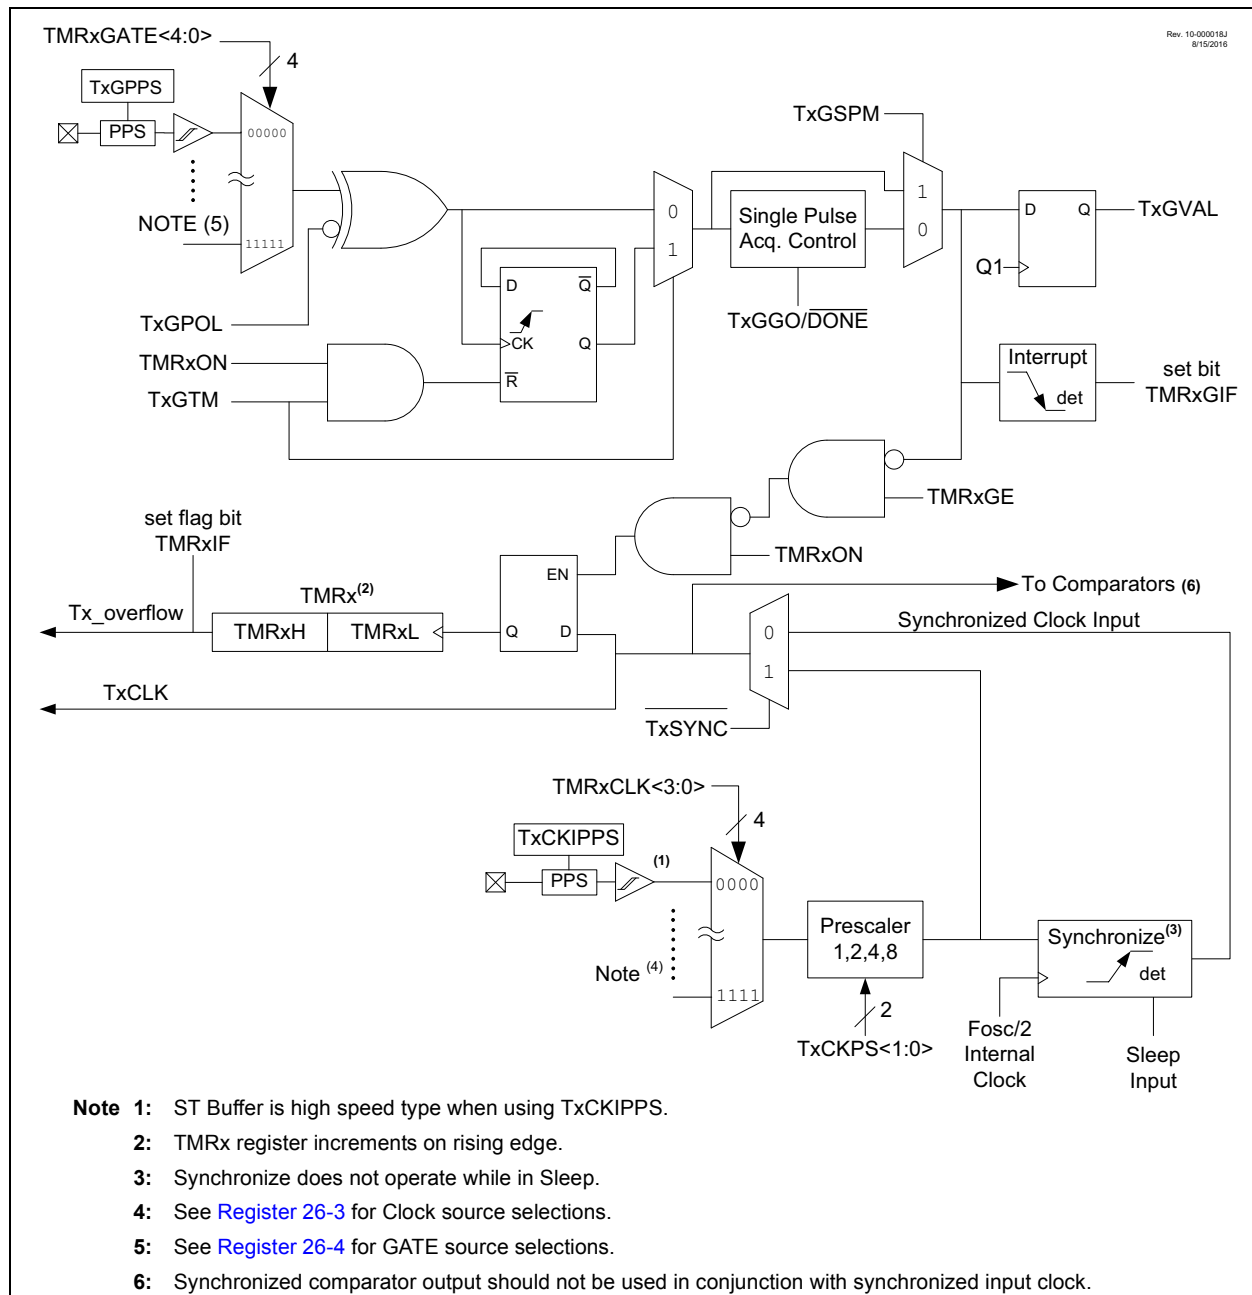 Rev. 10-000018J
8/15/2016
TMRxGATE<4:0>
4
TxGPPS
PPS
00000
NOTE (5)
11111
TxGPOL
TMRxON
TxGTM
D
Q
CK
Q
R
0
1
Single Pulse
Acq. Control
TxGGO/DONE
TxGSPM
1
0
D
Q
Q1
TxGVAL
Interrupt
det
set bit
TMRxGIF
TMRxGE
TMRxON
set flag bit
TMRxIF
Tx_overflow
TMRx(2)
TMRxH
TMRxL
EN
Q
D
TxCLK
To Comparators (6)
Synchronized Clock Input
0
1
TxSYNC
TMRxCLK<3:0>
4
TxCKIPPS
(1)
PPS
0000
Note (4)
1111
Prescaler
1,2,4,8
2
TxCKPS<1:0>
Synchronize(3)
det
Fosc/2
Internal
Clock
Sleep
Input
Note 1: ST Buffer is high speed type when using TxCKIPPS.
2: TMRx register increments on rising edge.
3: Synchronize does not operate while in Sleep.
4: See Register 26-3 for Clock source selections.
5: See Register 26-4 for GATE source selections.
6: Synchronized comparator output should not be used in conjunction with synchronized input clock.